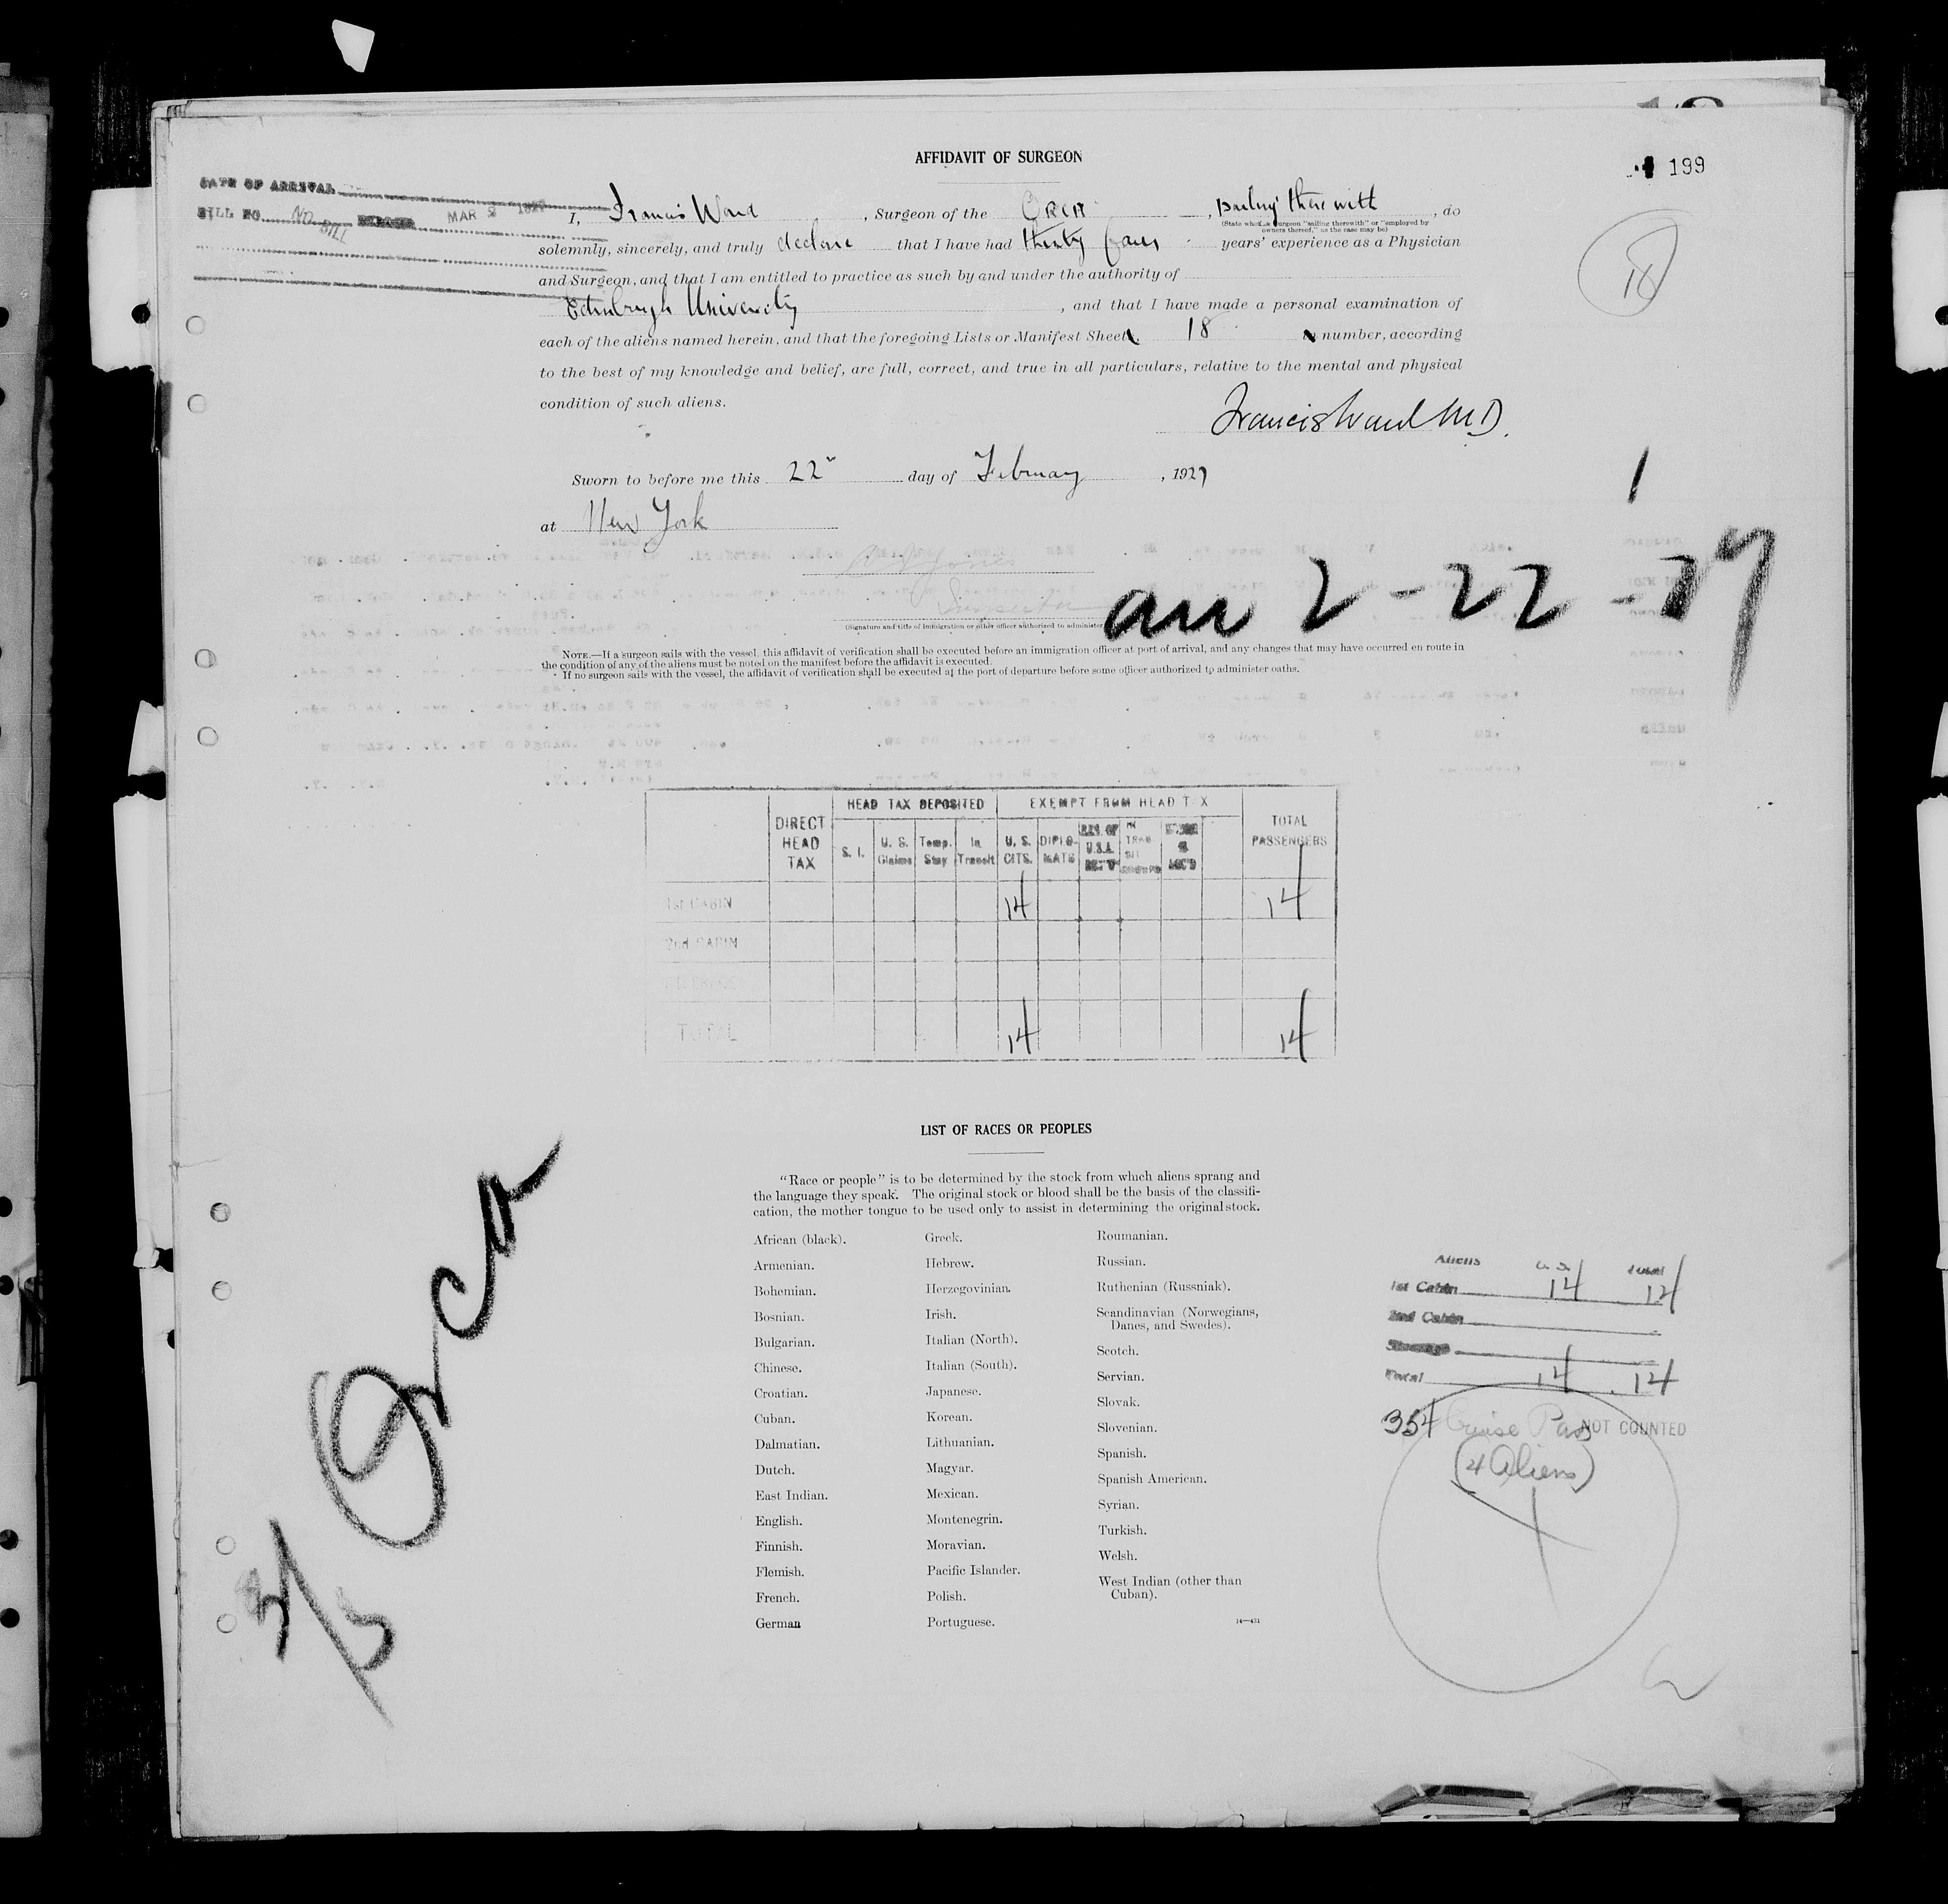 AFFIDAVIT OF SURGEON
199
DATE OF ARRIVAL
BILL NO. NO BILL MAR 2 1927
18
I, Francis Ward, Surgeon of the ORCA, sailing therewith, do
(State whether surgeon "sailing therewith" or "employed by
owners thereof," as the case may be)
solemnly, sincerely, and truly declare that I have had thirty four years' experience as a Physician
and Surgeon, and that I am entitled to practice as such by and under the authority of
Edinburgh University, and that I have made a personal examination of
each of the aliens named herein, and that the foregoing Lists or Manifest Sheet 18 number, according
to the best of my knowledge and belief, are full, correct, and true in all particulars, relative to the mental and physical
condition of such aliens.
Francis Ward M.D.
1
Sworn to before me this 22" day of February, 1927
at New York
arr 2-22-27
(Signature and title of immigration or other officer authorized to administer
NOTE.—If a surgeon sails with the vessel, this affidavit of verification shall be executed before an immigration officer at port of arrival, and any changes that may have occurred en route in
the condition of any of the aliens must be noted on the manifest before the affidavit is executed.
If no surgeon sails with the vessel, the affidavit of verification shall be executed at the port of departure before some officer authorized to administer oaths.
DIRECT HEAD TAX
HEAD TAX DEPOSITED
EXEMPT FROM HEAD TAX
TOTAL PASSENGERS
S. I. U. S. Claims Temp. Stay In Transit U. S. CITS. DIPLO-MATS RES. OF U.S.A. RET'D IN TRANSIT
1st CABIN 14 14
2nd CABIN
TOTAL 14 14
Orca
LIST OF RACES OR PEOPLES
"Race or people" is to be determined by the stock from which aliens sprang and
the language they speak. The original stock or blood shall be the basis of the classifi-
cation, the mother tongue to be used only to assist in determining the original stock.
African (black).
Armenian.
Bohemian.
Bosnian.
Bulgarian.
Chinese.
Croatian.
Cuban.
Dalmatian.
Dutch.
East Indian.
English.
Finnish.
Flemish.
French.
German
Greek.
Hebrew.
Herzegovinian.
Irish.
Italian (North).
Italian (South).
Japanese.
Korean.
Lithuanian.
Magyar.
Mexican.
Montenegrin.
Moravian.
Pacific Islander.
Polish.
Portuguese.
Roumanian.
Russian.
Ruthenian (Russniak).
Scandinavian (Norwegians,
Danes, and Swedes).
Scotch.
Servian.
Slovak.
Slovenian.
Spanish.
Spanish American.
Syrian.
Turkish.
Welsh.
West Indian (other than
Cuban).
14—431
Aliens U.S. Total
1st Cabin 14 14
2nd Cabin
Steerage
Total 14 14
354 Cruise Pass NOT COUNTED
(4 Aliens)